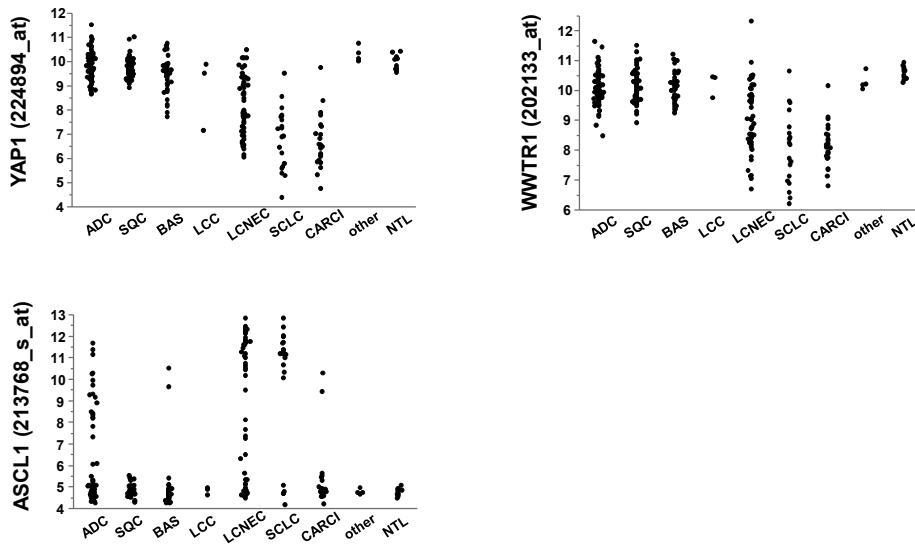 YAP1 (224894_at)
12
11
10
9
8
7
6
5
4
ADC
SQC
BAS
LCC
LCNEC
SCLC
CARCI
other
NTL
WWTR1 (202133_at)
12
11
10
9
8
7
6
ADC
SQC
BAS
LCC
LCNEC
SCLC
CARCI
other
NTL
ASCL1 (213768_s_at)
13
12
11
10
9
8
7
6
5
4
ADC
SQC
BAS
LCC
LCNEC
SCLC
CARCI
other
NTL